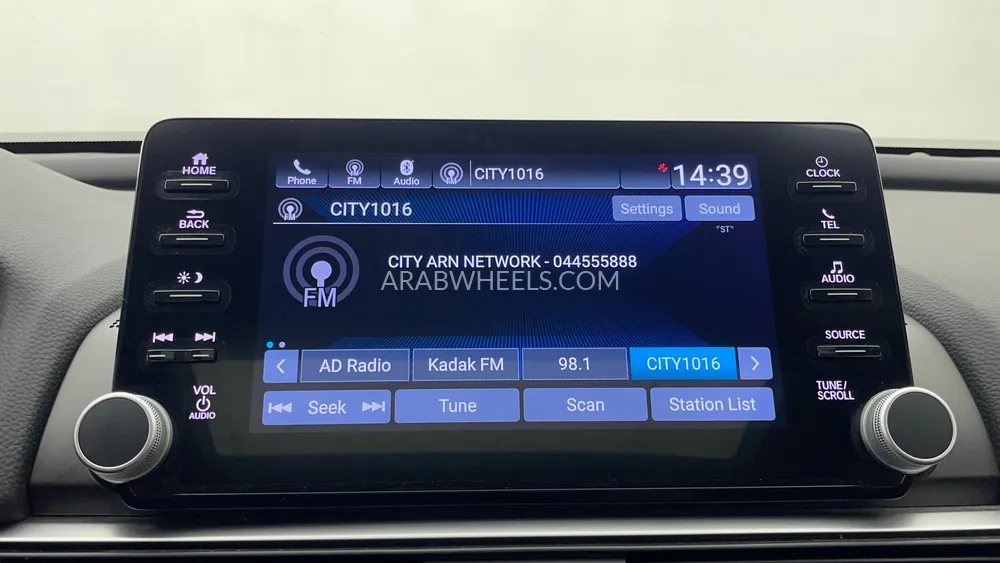 HOME
BACK
VOL
AUDIO
Phone
FM
Audio
FM
CITY1016
14:39
FM
CITY1016
Settings
Sound
"ST"
CITY ARN NETWORK - 044555888
ARABWHEELS.COM
FM
AD Radio
Kadak FM
98.1
CITY1016
Seek
Tune
Scan
Station List
CLOCK
TEL
AUDIO
SOURCE
TUNE/
SCROLL